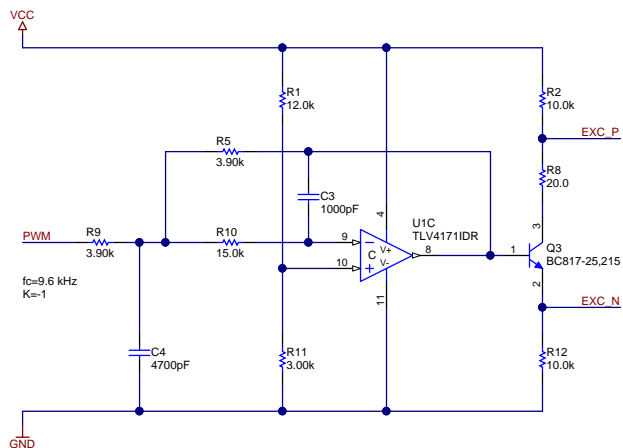 VCC
R1
12.0k
R2
10.0k
EXC_P
R5
3.90k
R8
20.0
C3
1000pF
4
U1C
TLV4171IDR
3
PWM
R9
3.90k
R10
15.0k
9
C
V+
V-
8
1
Q3
BC817-25,215
10
2
fc=9.6 kHz
K=-1
11
EXC_N
C4
4700pF
R11
3.00k
R12
10.0k
GND